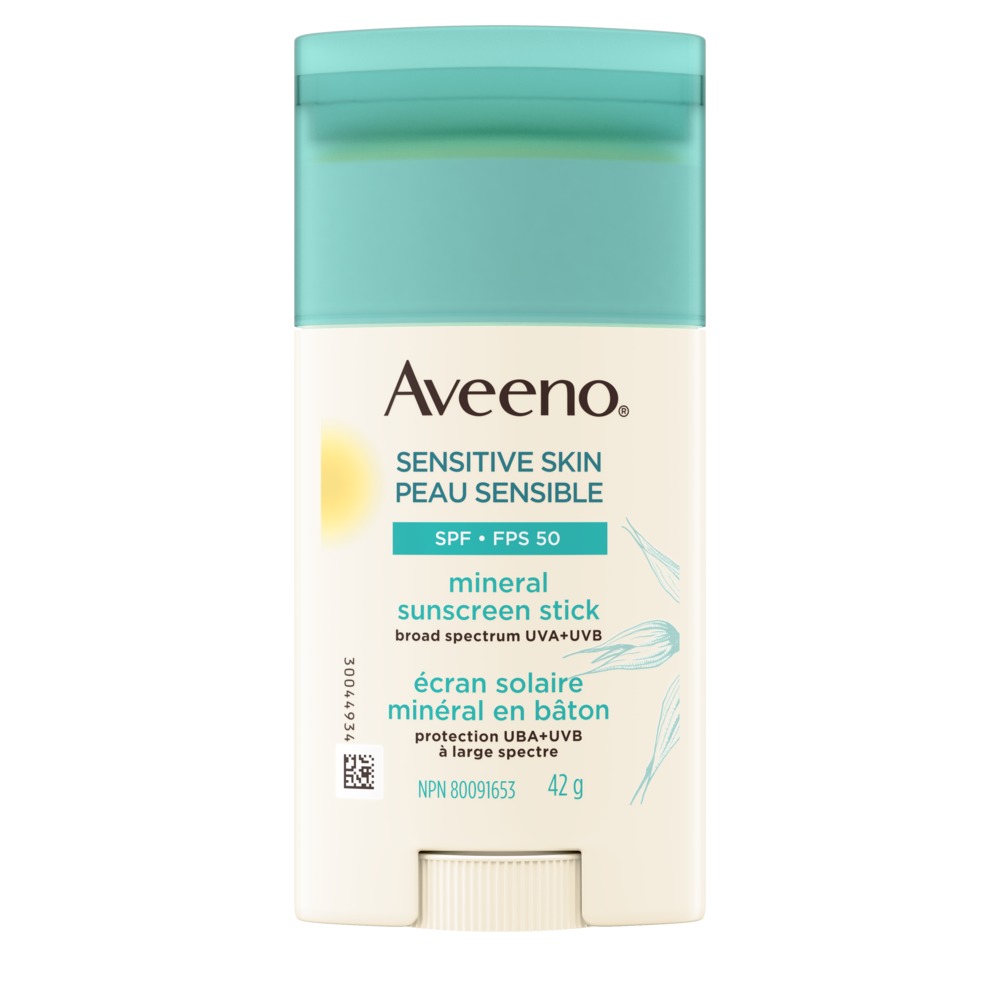 Aveeno®
SENSITIVE SKIN
PEAU SENSIBLE
SPF • FPS 50
mineral
sunscreen stick
broad spectrum UVA+UVB
écran solaire
minéral en bâton
protection UBA+UVB
à large spectre
NPN 80091653 42 g
30044934